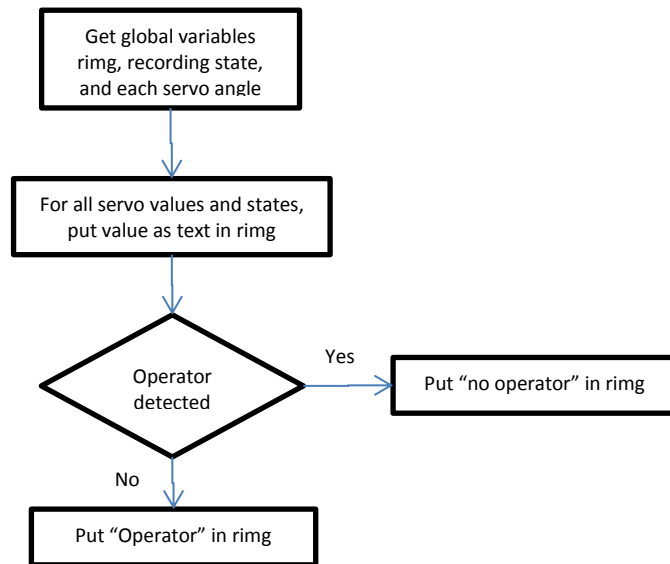 Get global variables
rimg, recording state,
and each servo angle
For all servo values and states,
put value as text in rimg
Operator
detected
Yes
Put “no operator” in rimg
No
Put “Operator” in rimg